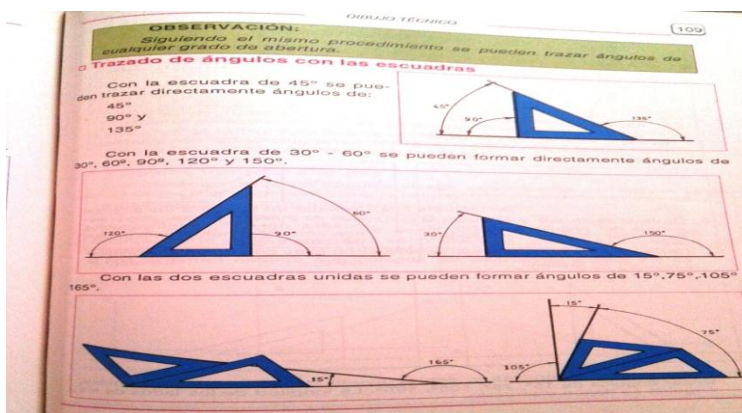 DIBUJO TÉCNICO
109
OBSERVACIÓN:
Siguiendo el mismo procedimiento se pueden trazar ángulos de
cualquier grado de abertura.
Trazado de ángulos con las escuadras
Con la escuadra de 45° se pue-
den trazar directamente ángulos de:
45°
90° y
135°
45°
90°
135°
Con la escuadra de 30° - 60° se pueden formar directamente ángulos de
30°, 60º, 90º, 120° y 150°.
120°
90°
60°
30°
150°
Con las dos escuadras unidas se pueden formar ángulos de 15º,75°,105°
165°.
15°
165°
105°
15°
75°